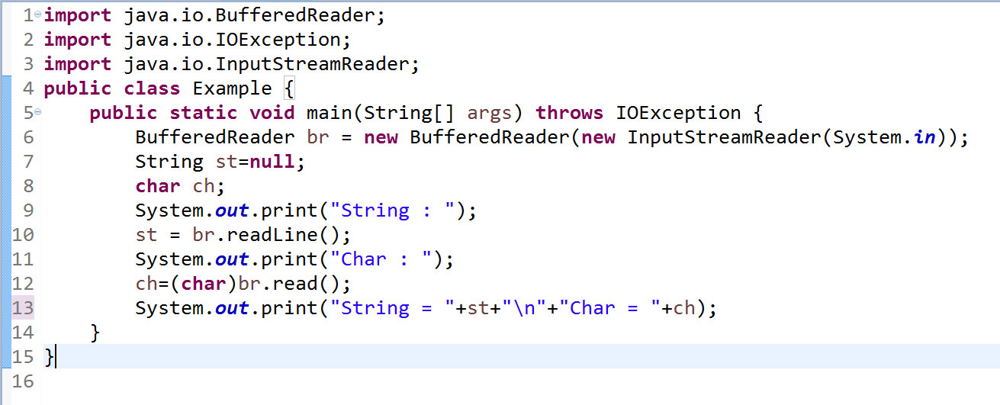 1 import java.io.BufferedReader;
2 import java.io.IOException;
3 import java.io.InputStreamReader;
4 public class Example {
5     public static void main(String[] args) throws IOException {
6         BufferedReader br = new BufferedReader(new InputStreamReader(System.in));
7         String st=null;
8         char ch;
9         System.out.print("String : ");
10         st = br.readLine();
11         System.out.print("Char : ");
12         ch=(char)br.read();
13         System.out.print("String = "+st+"\n"+"Char = "+ch);
14     }
15 }
16